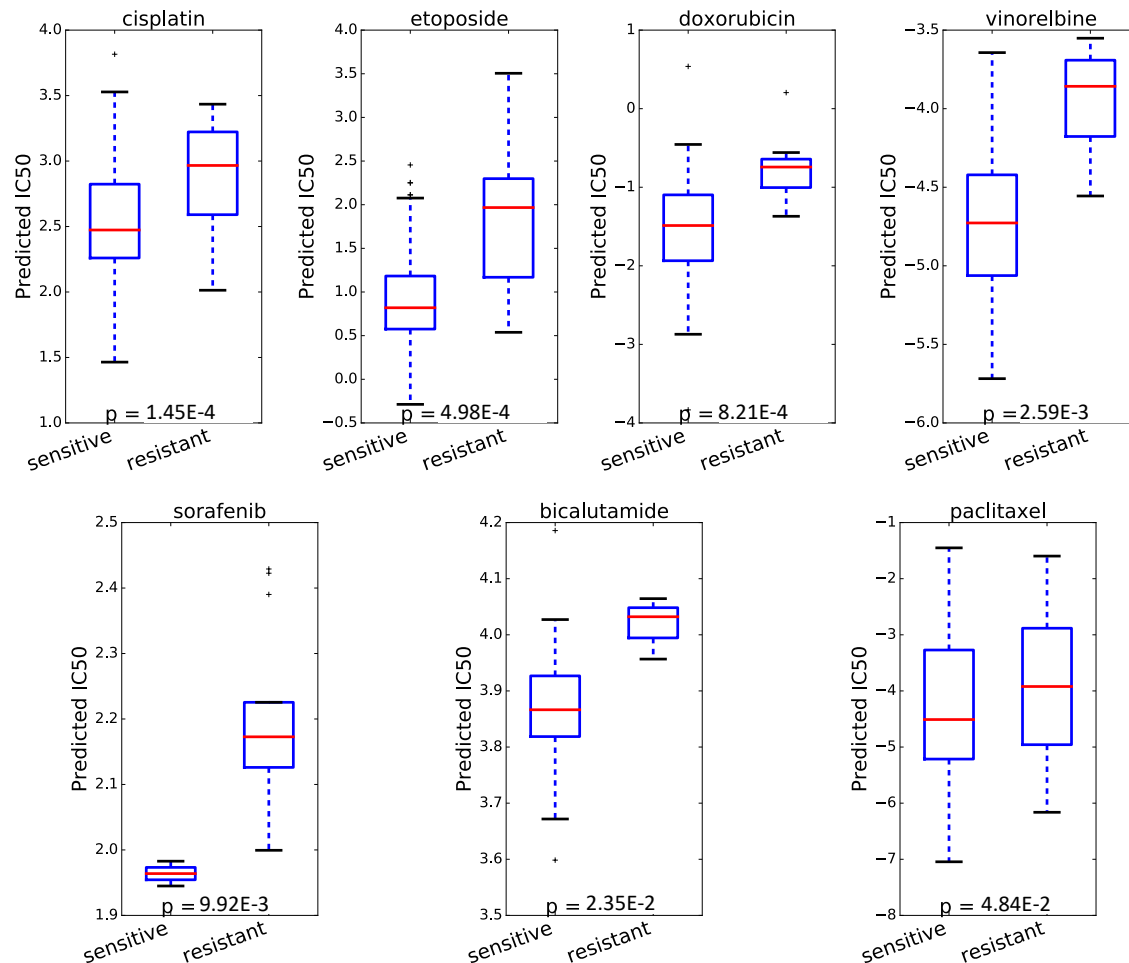 cisplatin
Predicted IC50
4.0
3.5
3.0
2.5
2.0
1.5
1.0
p = 1.45E-4
sensitive
resistant
etoposide
Predicted IC50
4.0
3.5
3.0
2.5
2.0
1.5
1.0
0.5
0.0
−0.5
p = 4.98E-4
sensitive
resistant
doxorubicin
Predicted IC50
1
0
−1
−2
−3
−4
p = 8.21E-4
sensitive
resistant
vinorelbine
Predicted IC50
−3.5
−4.0
−4.5
−5.0
−5.5
−6.0
p =2.59E-3
sensitive
resistant
sorafenib
Predicted IC50
2.5
2.4
2.3
2.2
2.1
2.0
1.9
p = 9.92E-3
sensitive
resistant
bicalutamide
Predicted IC50
4.2
4.1
4.0
3.9
3.8
3.7
3.6
3.5
p = 2.35E-2
sensitive
resistant
paclitaxel
Predicted IC50
−1
−2
−3
−4
−5
−6
−7
−8
p = 4.84E-2
sensitive
resistant